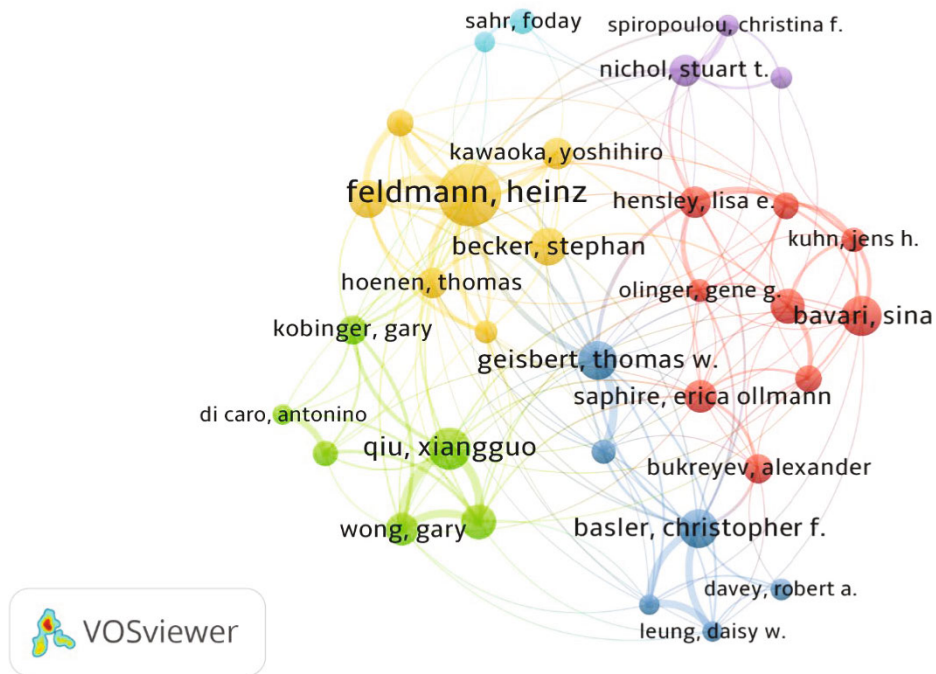 sahr, foday
spiropoulou, christina f.
nichol, stuart t.
kawaoka, yoshihiro
feldmann, heinz
hensley, lisa e.
becker, stephan
kuhn, jens h.
hoenen, thomas
olinger, gene g.
bavari, sina
kobinger, gary
geisbert, thomas w.
saphire, erica ollmann
di caro, antonino
qiu, xiangguo
bukreyev, alexander
wong, gary
basler, christopher f.
davey, robert a.
leung, daisy w.
VOSviewer